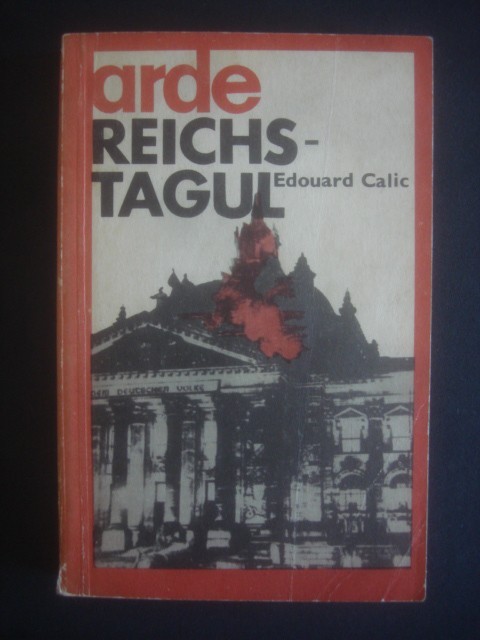 arde
REICHS-
TAGUL
Edouard Calic
DEM DEUTSCHEN VOLKE